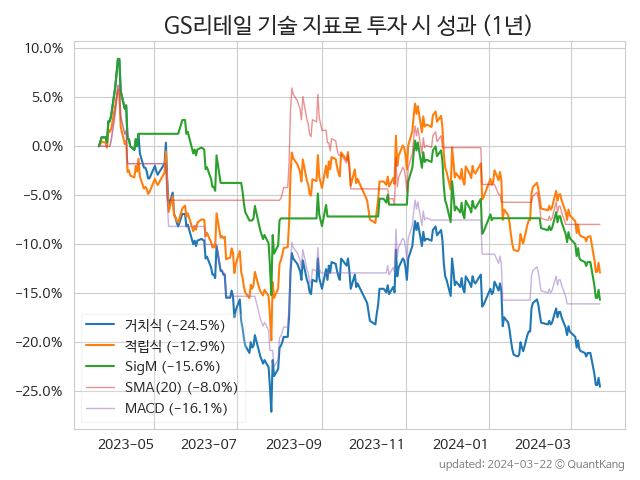 GS리테일 기술 지표로 투자 시 성과 (1년)
10.0%
5.0%
0.0%
−5.0%
−10.0%
−15.0%
−20.0%
−25.0%
거치식 (−24.5%)
적립식 (−12.9%)
SigM (−15.6%)
SMA(20) (−8.0%)
MACD (−16.1%)
2023-05 2023-07 2023-09 2023-11 2024-01 2024-03
updated: 2024-03-22 © QuantKang